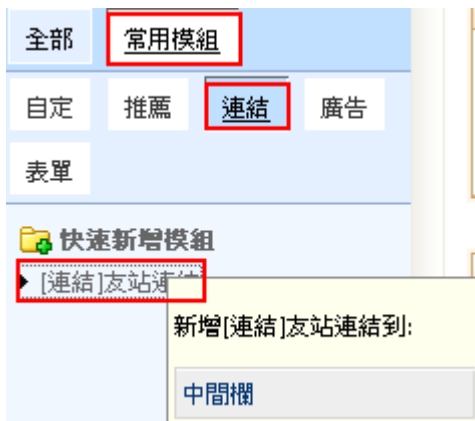 全部 常用模組
自定 推薦 連結 廣告
表單
快速新增模組
[連結]友站連結
新增[連結]友站連結到:
中間欄